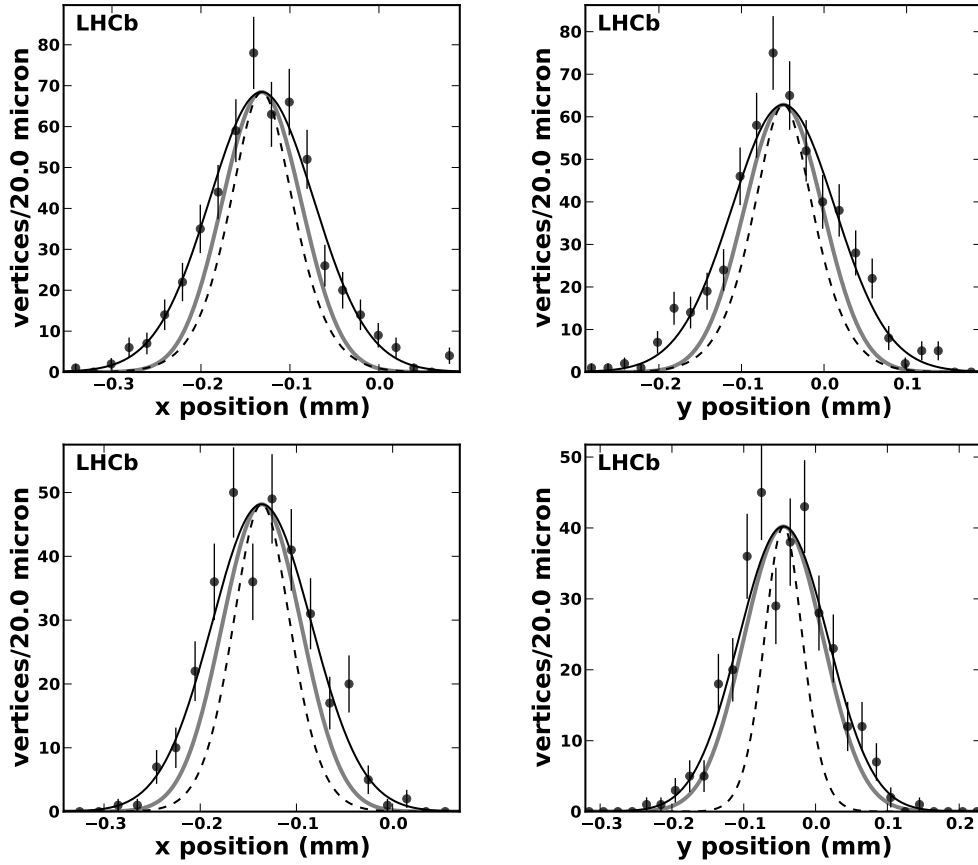 LHCb
vertices/20.0 micron
80
70
60
50
40
30
20
10
0
−0.3 −0.2 −0.1 0.0
x position (mm)
LHCb
vertices/20.0 micron
80
70
60
50
40
30
20
10
0
−0.2 −0.1 0.0 0.1
y position (mm)
LHCb
vertices/20.0 micron
50
40
30
20
10
0
−0.3 −0.2 −0.1 0.0
x position (mm)
LHCb
vertices/20.0 micron
50
40
30
20
10
0
−0.3 −0.2 −0.1 0.0 0.1 0.2
y position (mm)